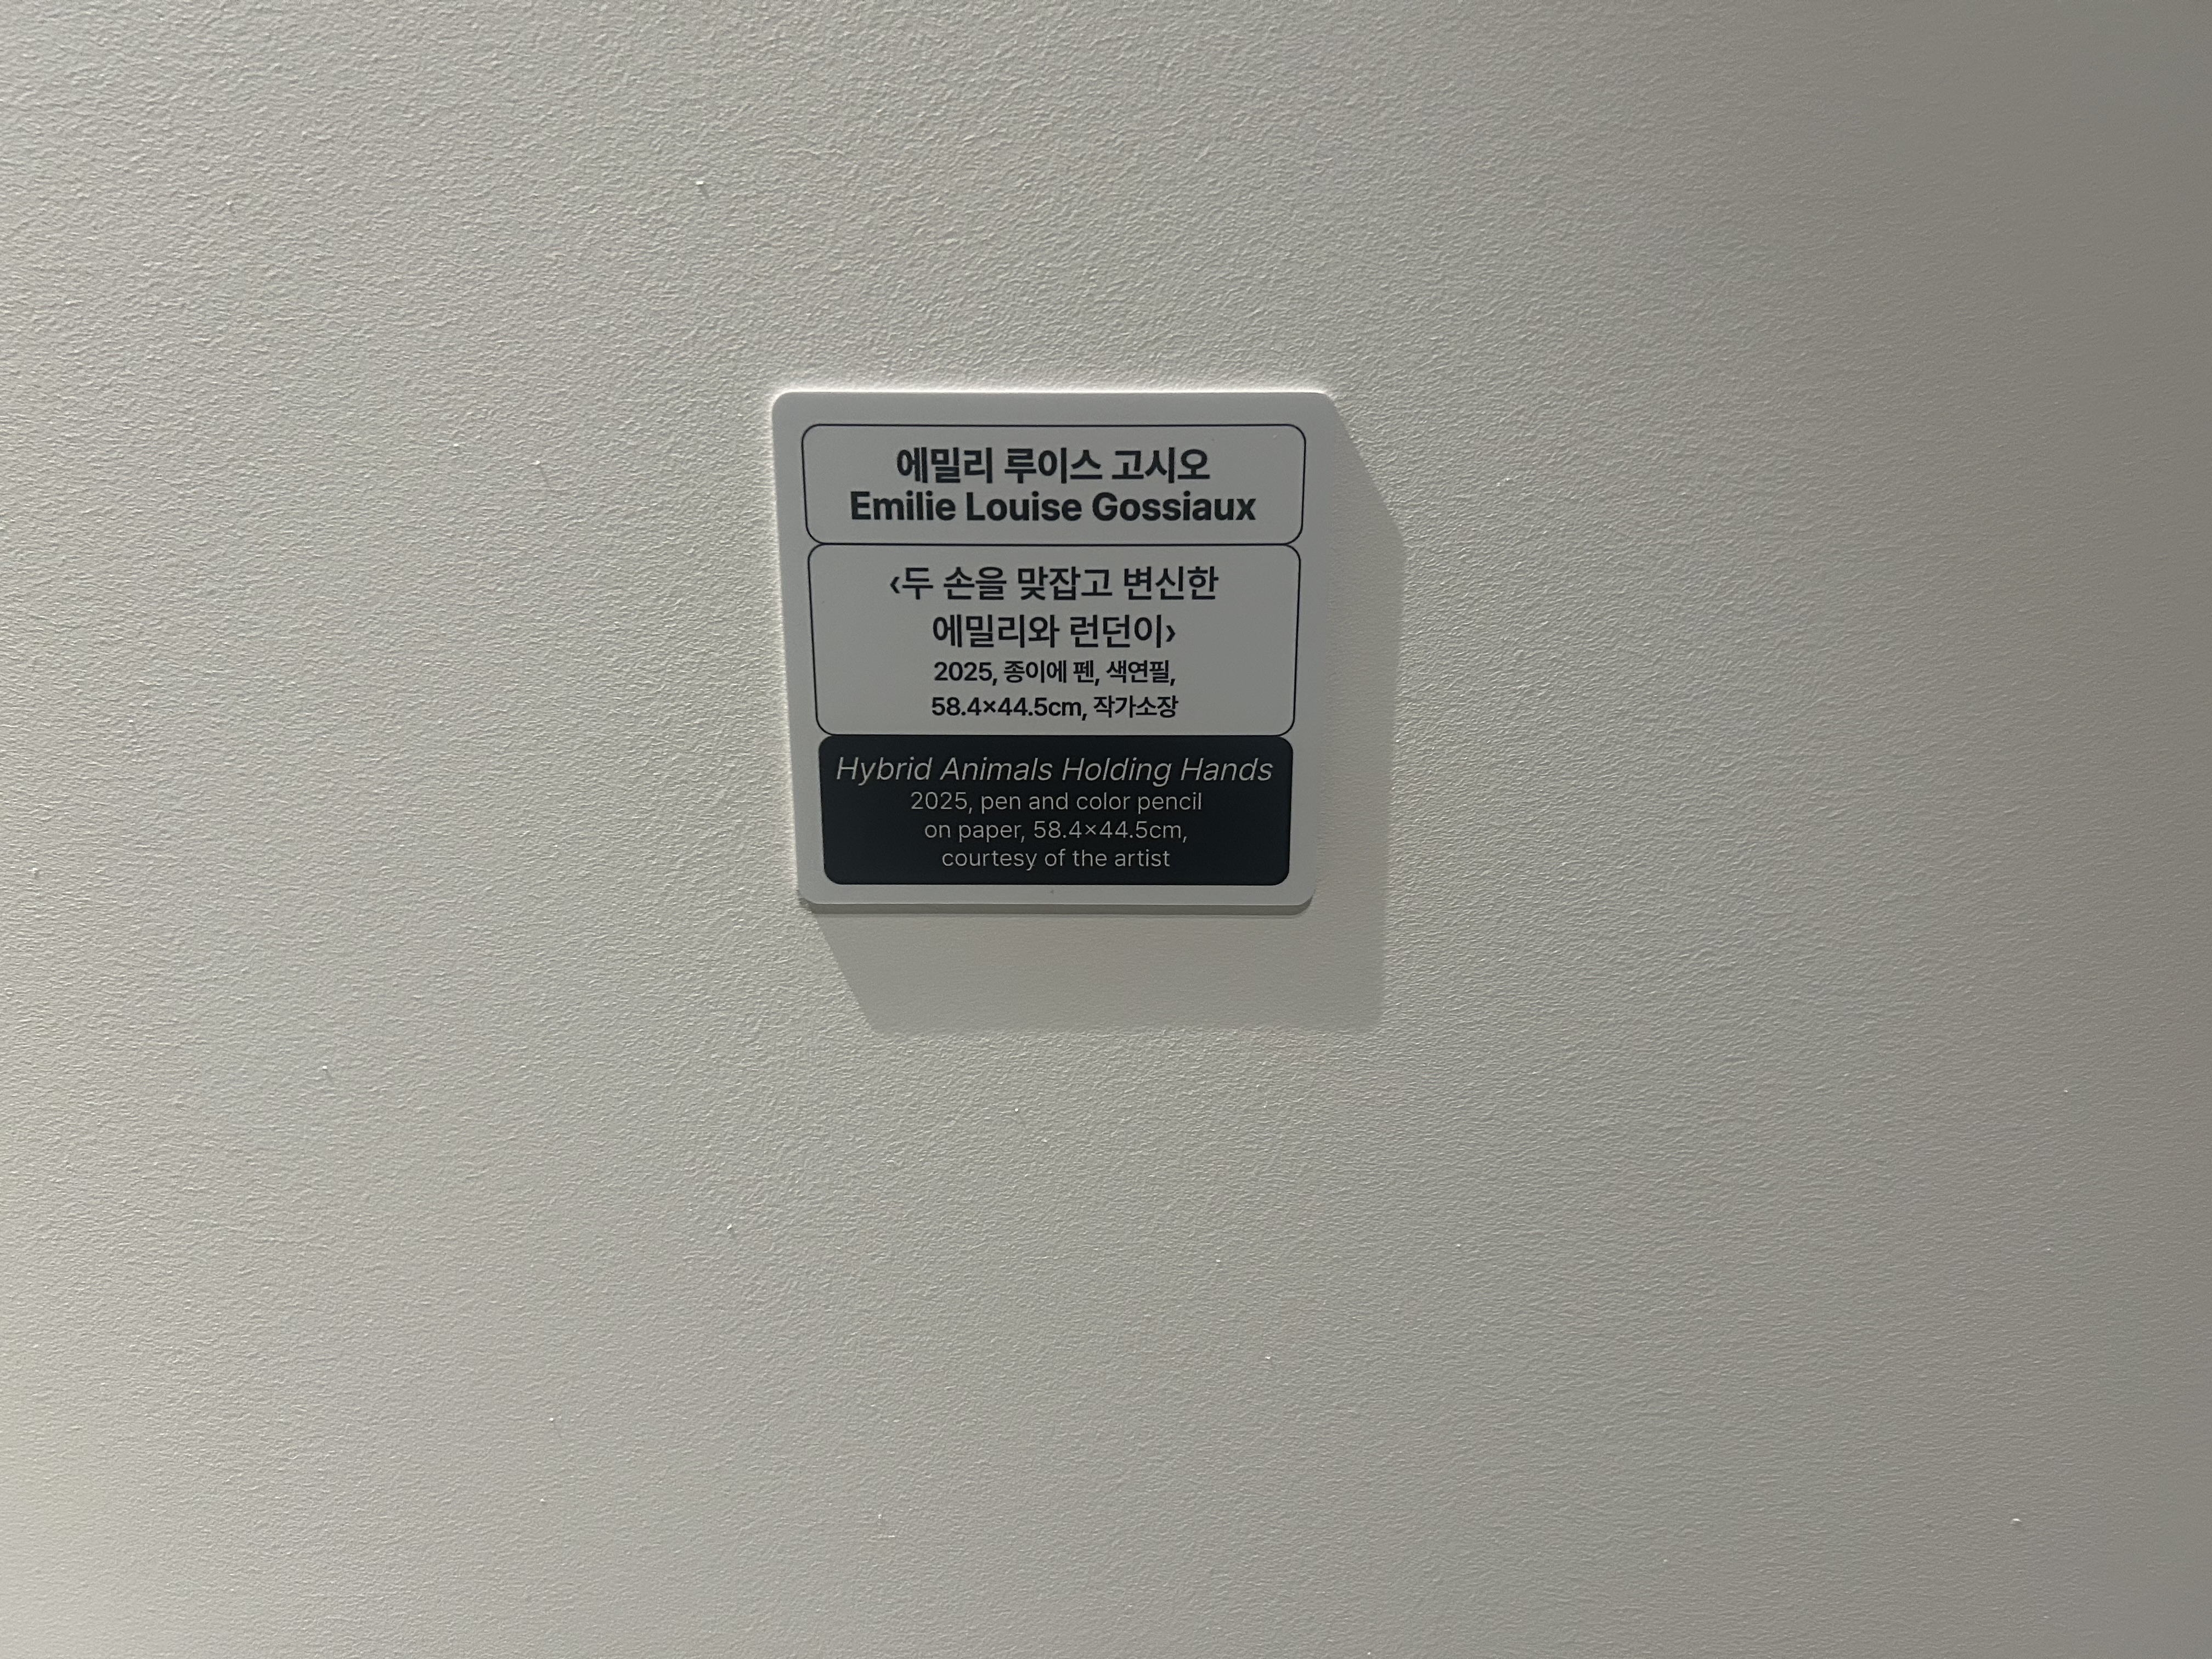 에밀리 루이스 고시오
Emilie Louise Gossiaux
‹두 손을 맞잡고 변신한
에밀리와 런던이›
2025, 종이에 펜, 색연필,
58.4×44.5cm, 작가소장
Hybrid Animals Holding Hands
2025, pen and color pencil
on paper, 58.4×44.5cm,
courtesy of the artist